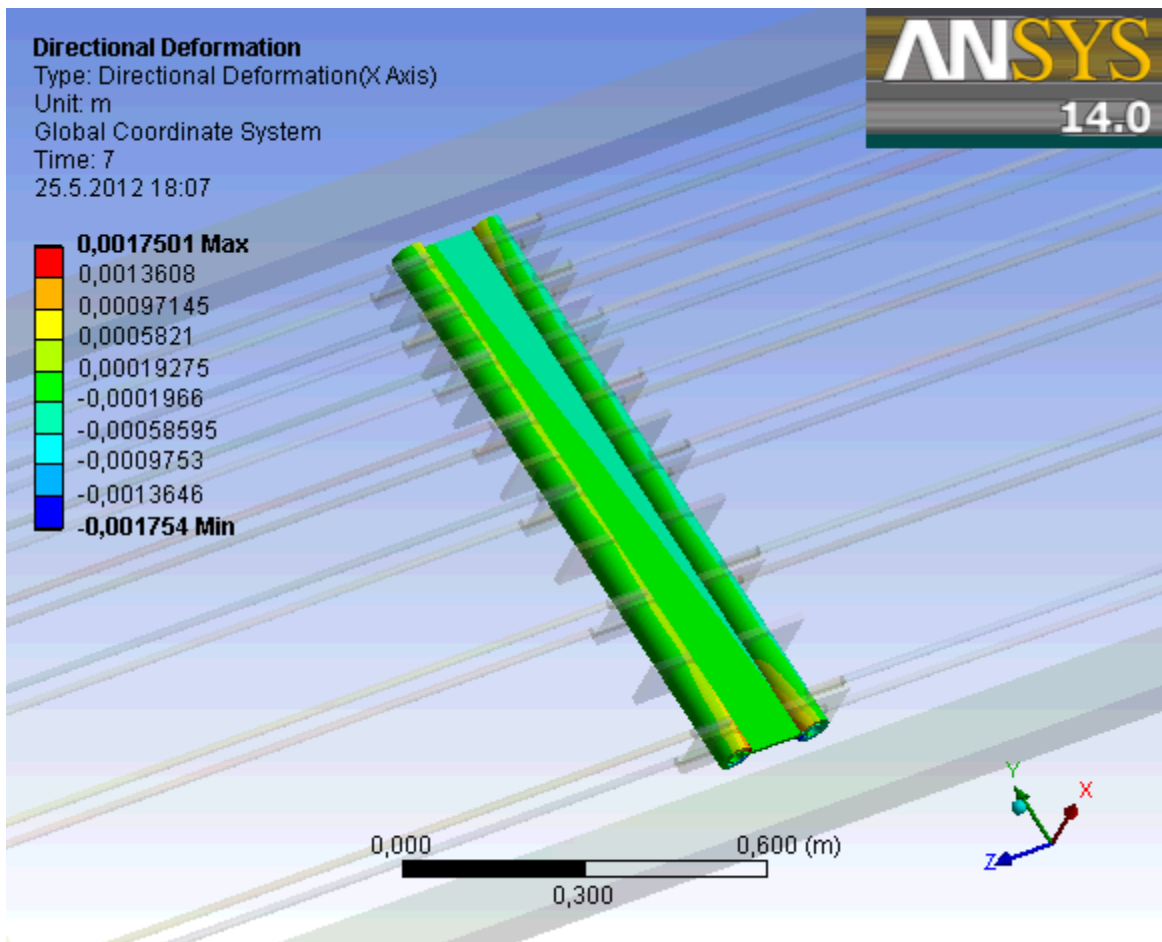 Directional Deformation
Type: Directional Deformation(X Axis)
Unit: m
Global Coordinate System
Time: 7
25.5.2012 18:07
ANSYS
14.0
0,0017501 Max
0,0013608
0,00097145
0,0005821
0,00019275
-0,0001966
-0,00058595
-0,0009753
-0,0013646
-0,001754 Min
Y
X
Z
0,000
0,600 (m)
0,300